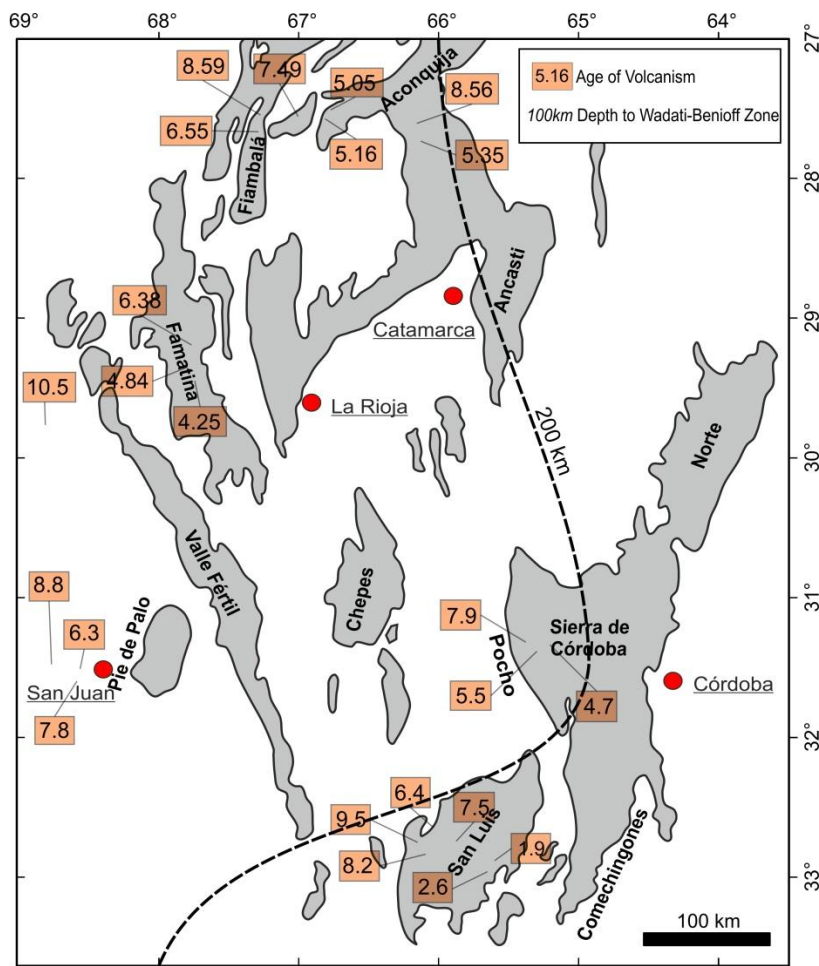 69°
68°
67°
66°
65°
64°
27°
28°
29°
30°
31°
32°
33°
5.16 Age of Volcanism
100km Depth to Wadati-Benioff Zone
8.59
7.49
5.05
Aconquija
8.56
6.55
5.16
5.35
Fiambalá
Ancasti
6.38
Famatina
Catamarca
10.5
4.84
4.25
La Rioja
200 km
Norte
Valle Fértil
8.8
Chepes
7.9
Sierra de
Córdoba
6.3
Pie de Palo
Pocho
San Juan
5.5
Córdoba
7.8
4.7
6.4
9.5
7.5
San Luis
8.2
1.9
2.6
Comechingones
100 km